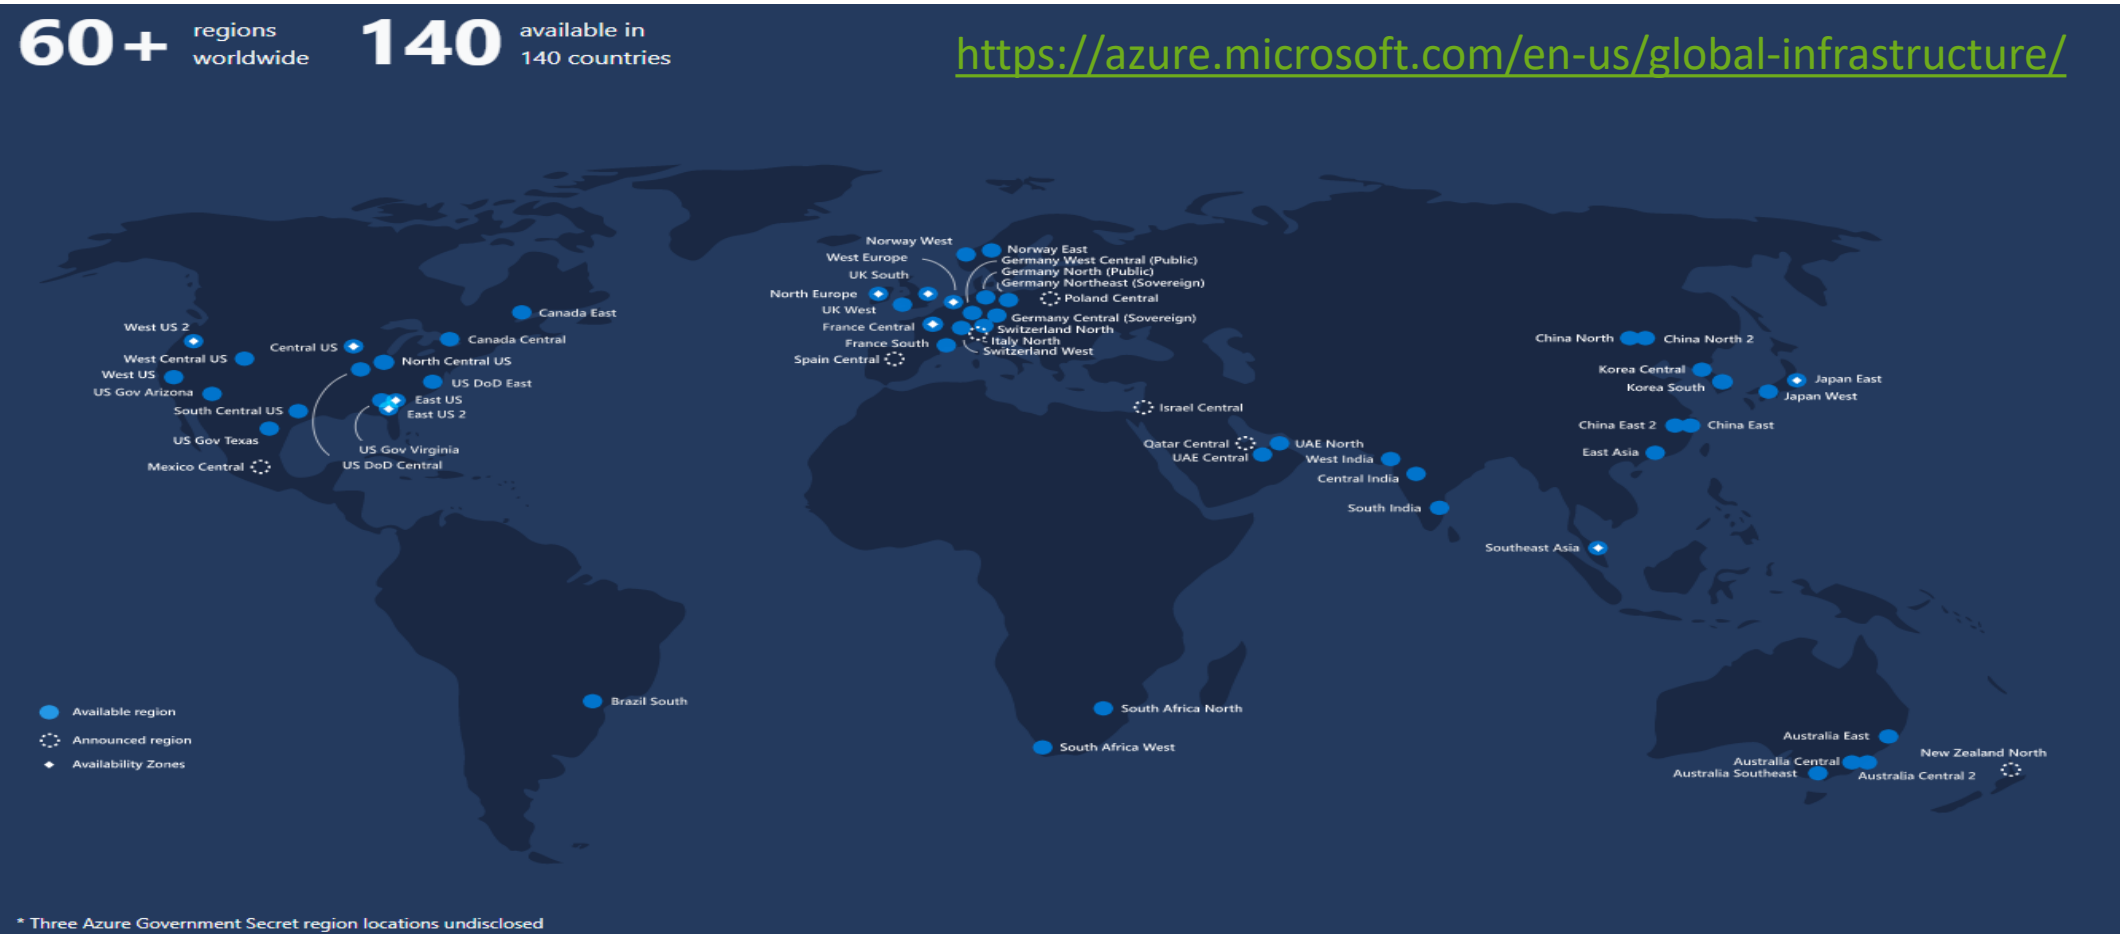 60+ regions worldwide
140 available in 140 countries
https://azure.microsoft.com/en-us/global-infrastructure/
Norway West
Norway East
West Europe
Germany West Central (Public)
UK South
Germany North (Public)
Germany Northeast (Sovereign)
North Europe
Poland Central
UK West
Germany Central (Sovereign)
France Central
Switzerland North
Italy North
France South
Switzerland West
Spain Central
Canada East
West US 2
Canada Central
Central US
West Central US
North Central US
West US
US DoD East
US Gov Arizona
East US
South Central US
East US 2
US Gov Texas
US Gov Virginia
Mexico Central
US DoD Central
China North
China North 2
Korea Central
Korea South
Japan East
Japan West
Israel Central
China East 2
China East
Qatar Central
UAE North
UAE Central
West India
East Asia
Central India
South India
Southeast Asia
Brazil South
South Africa North
South Africa West
Australia East
New Zealand North
Australia Central
Australia Southeast
Australia Central 2
Available region
Announced region
Availability Zones
* Three Azure Government Secret region locations undisclosed